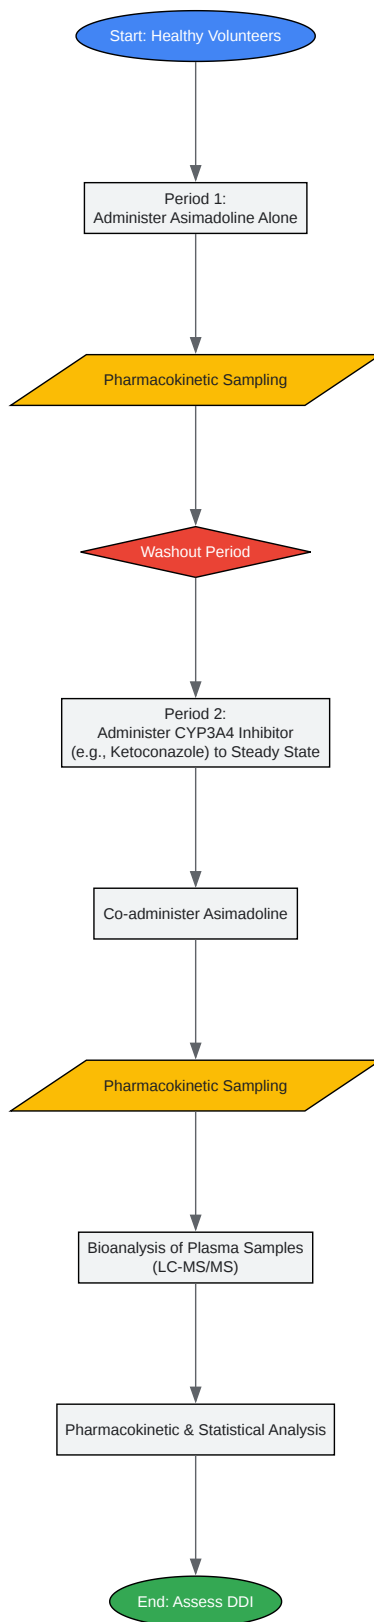 Start: Healthy Volunteers
Period 1:
Administer Asimadoline Alone
Pharmacokinetic Sampling
Washout Period
Period 2:
Administer CYP3A4 Inhibitor
(e.g., Ketoconazole) to Steady State
Co-administer Asimadoline
Pharmacokinetic Sampling
Bioanalysis of Plasma Samples
(LC-MS/MS)
Pharmacokinetic & Statistical Analysis
End: Assess DDI